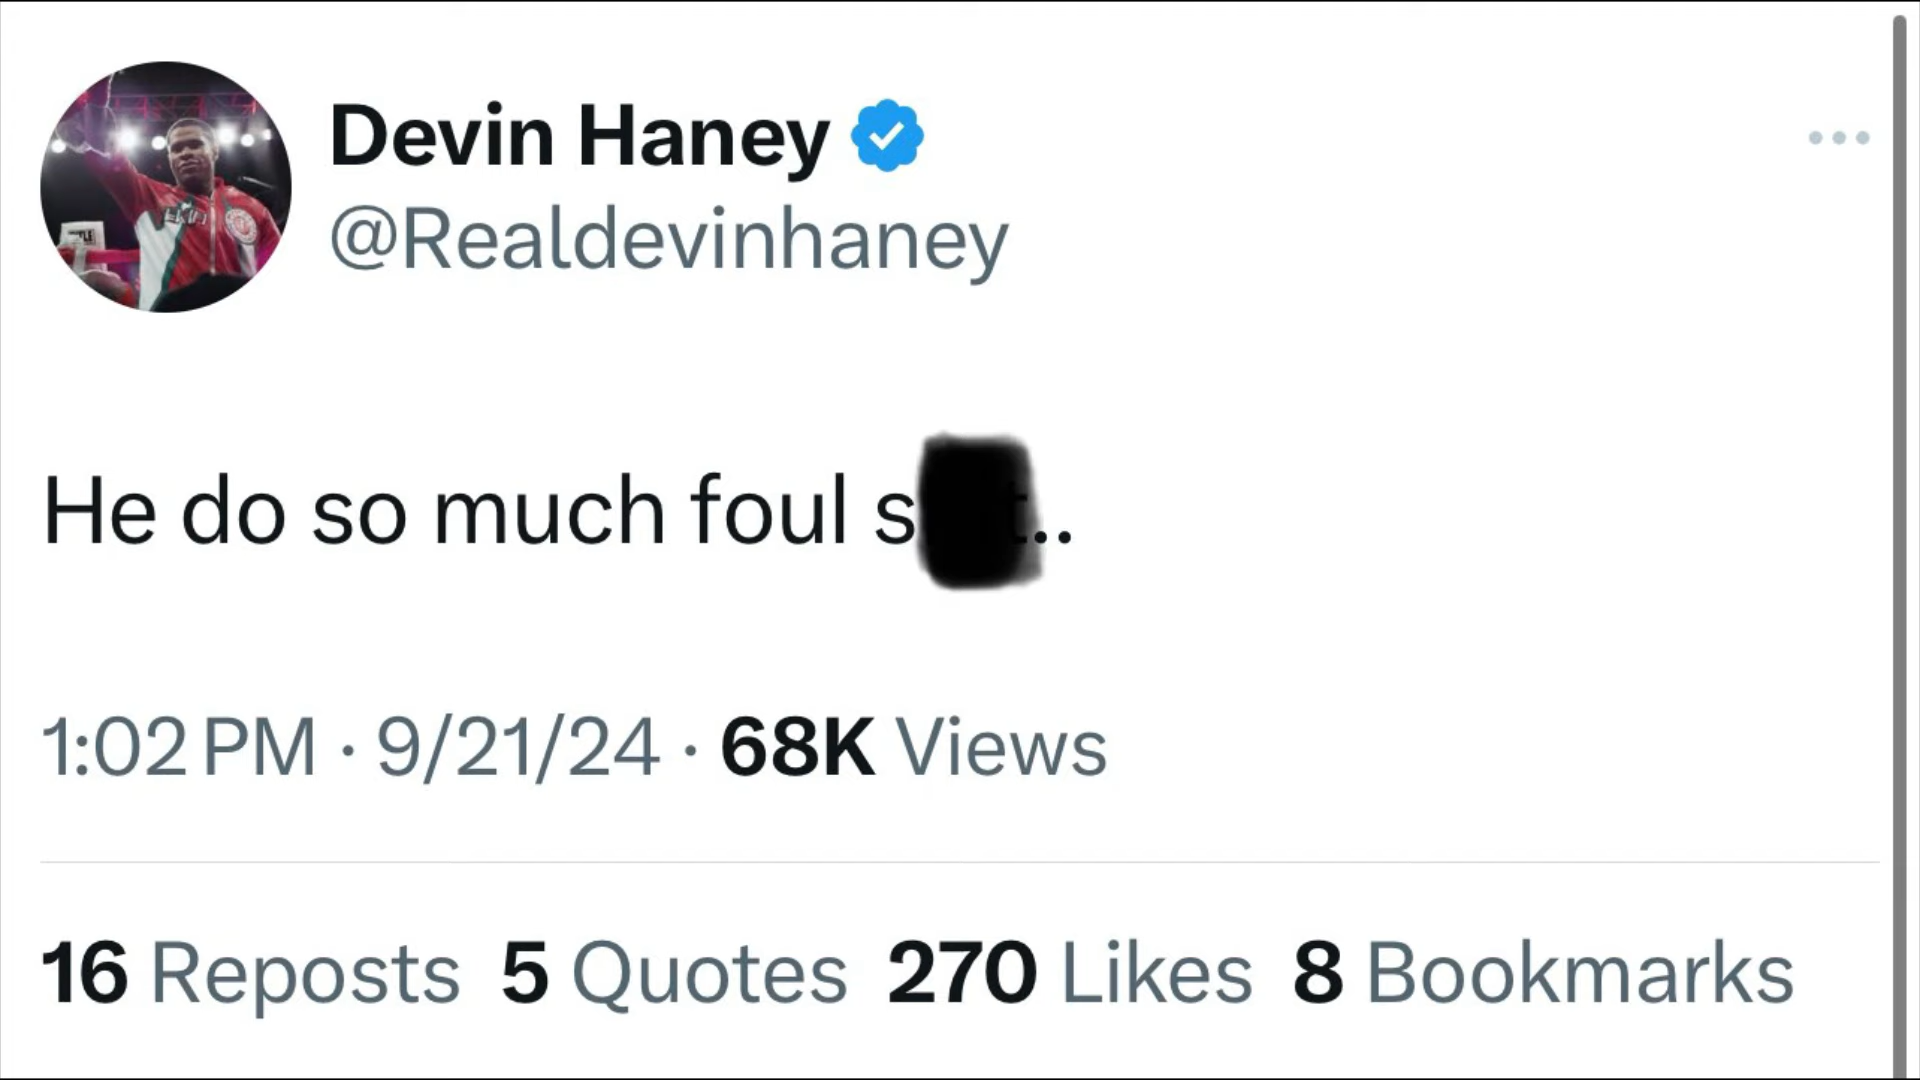 Devin Haney
@Realdevinhaney
He do so much foul s t..
1:02 PM · 9/21/24 · 68K Views
16 Reposts 5 Quotes 270 Likes 8 Bookmarks